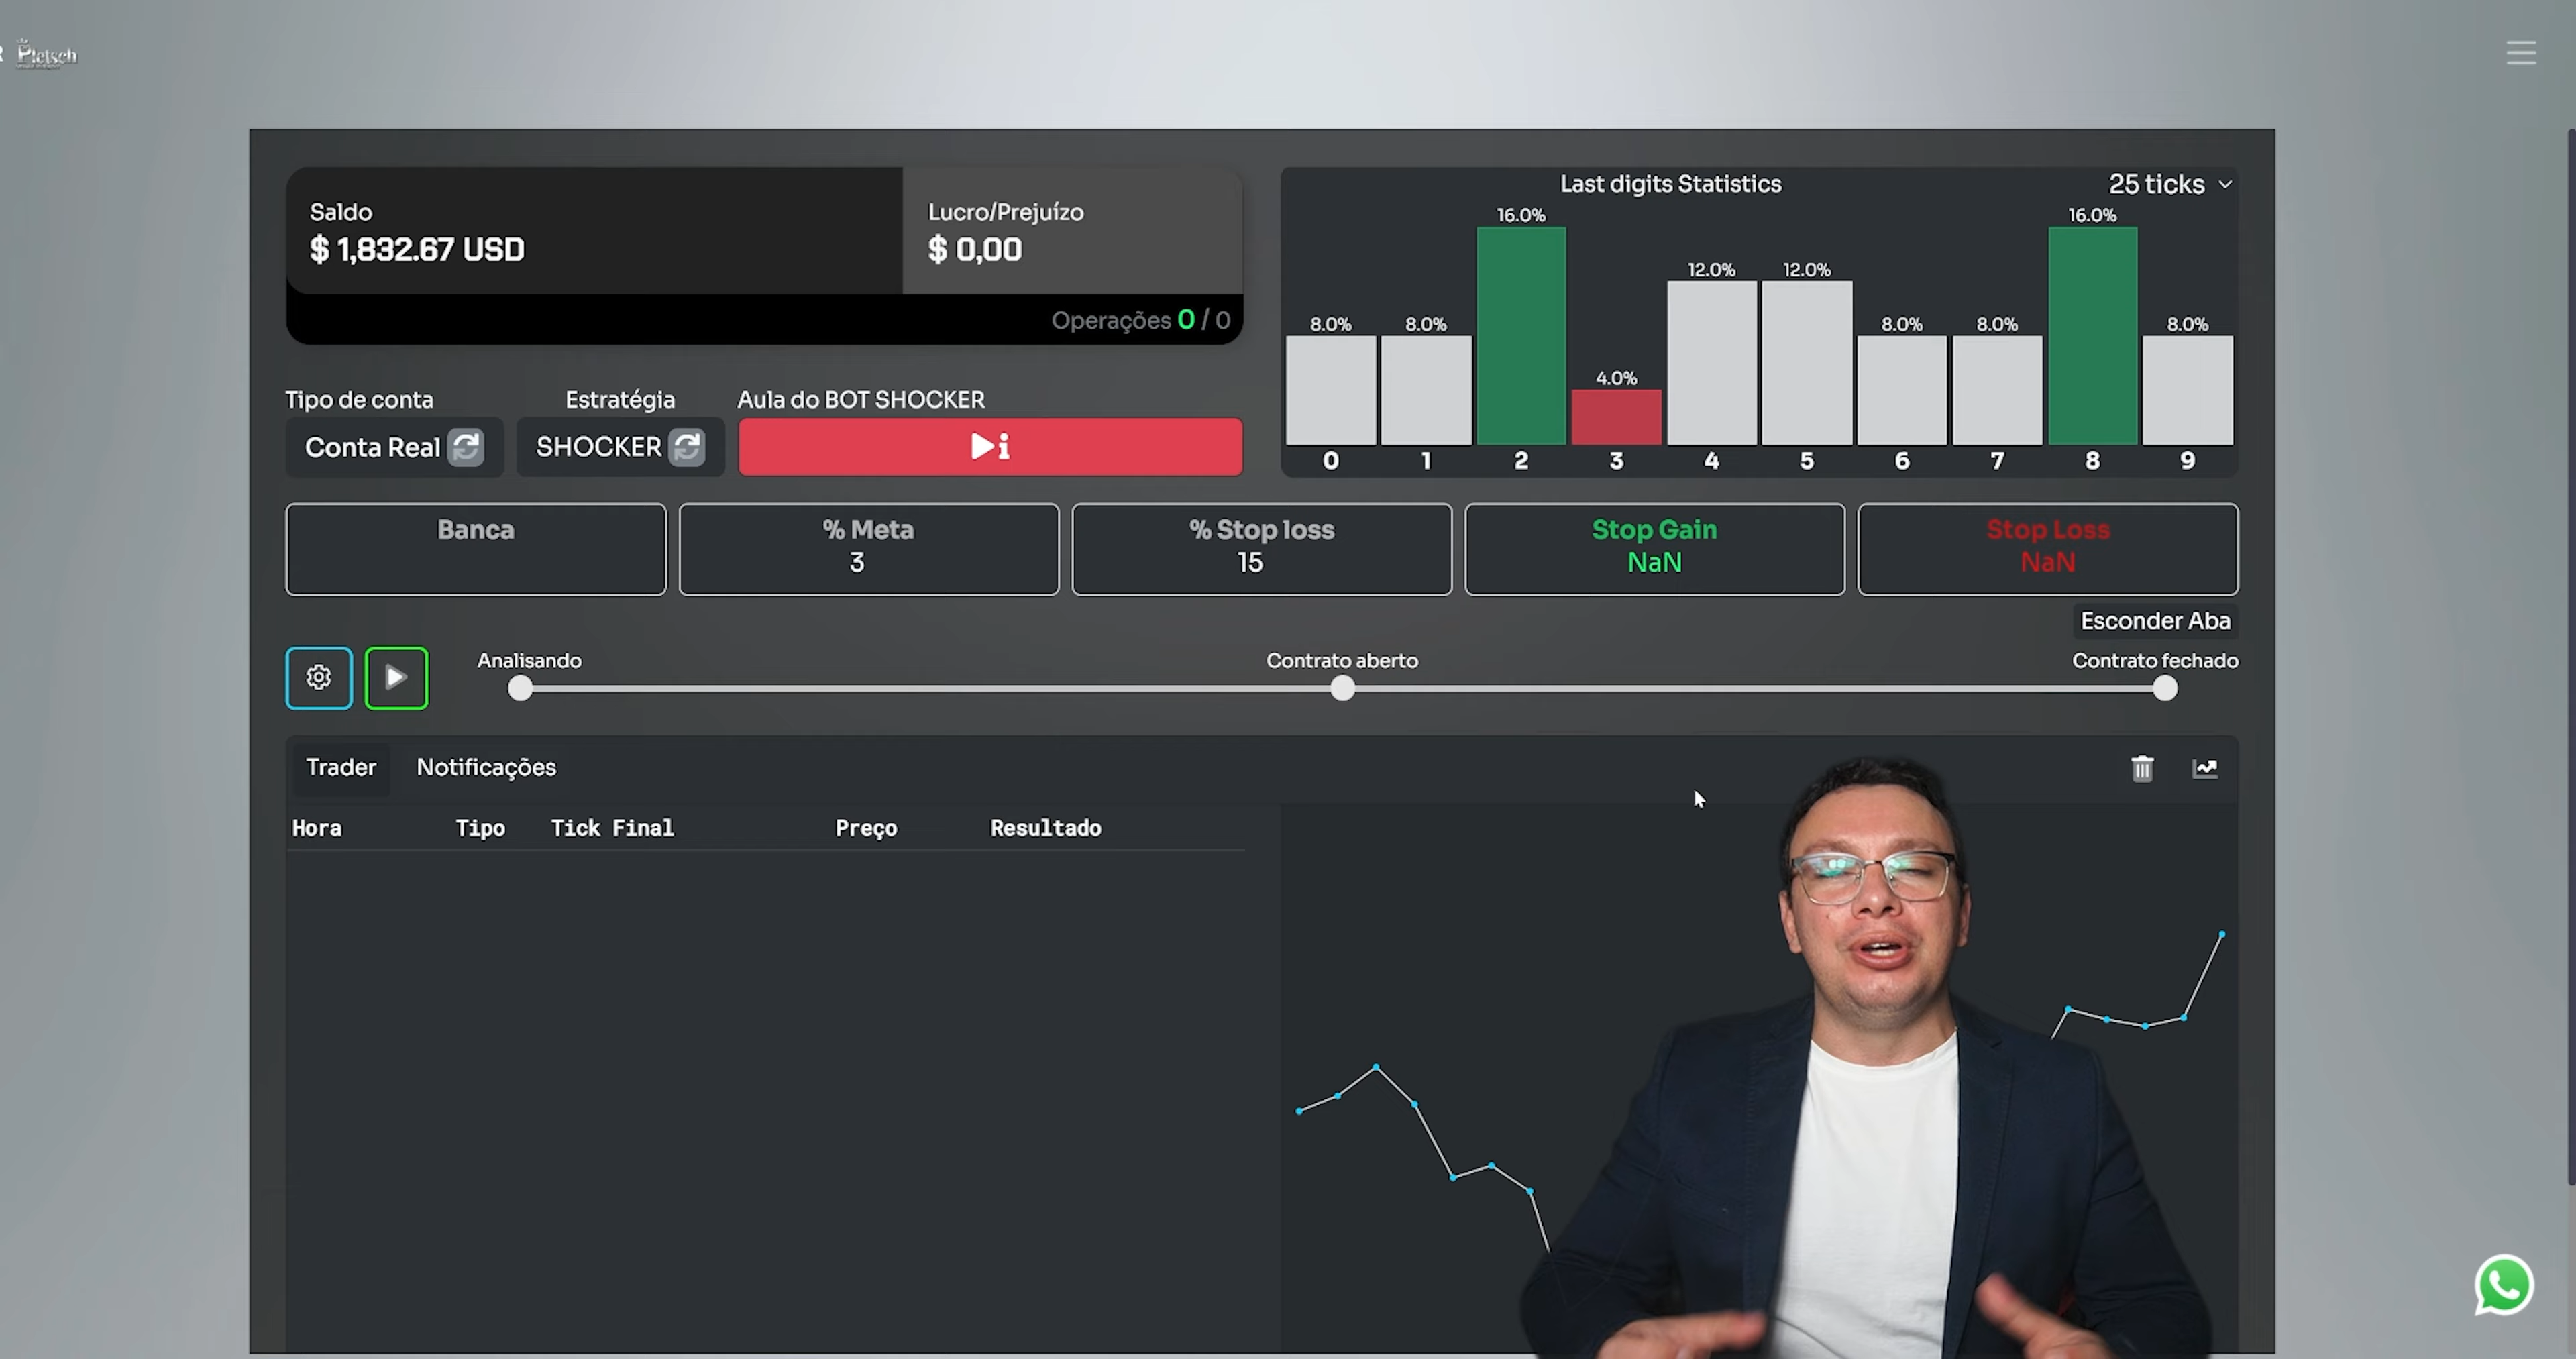 R Pletsch
Saldo
$ 1,832.67 USD
Lucro/Prejuízo
$ 0,00
Operações 0 / 0
Last digits Statistics
25 ticks
8.0% 8.0% 16.0% 4.0% 12.0% 12.0% 8.0% 8.0% 16.0% 8.0%
0 1 2 3 4 5 6 7 8 9
Tipo de conta
Conta Real
Estratégia
SHOCKER
Aula do BOT SHOCKER
Banca
% Meta
3
% Stop loss
15
Stop Gain
NaN
Stop Loss
NaN
Esconder Aba
Analisando
Contrato aberto
Contrato fechado
Trader
Notificações
Hora Tipo Tick Final Preço Resultado